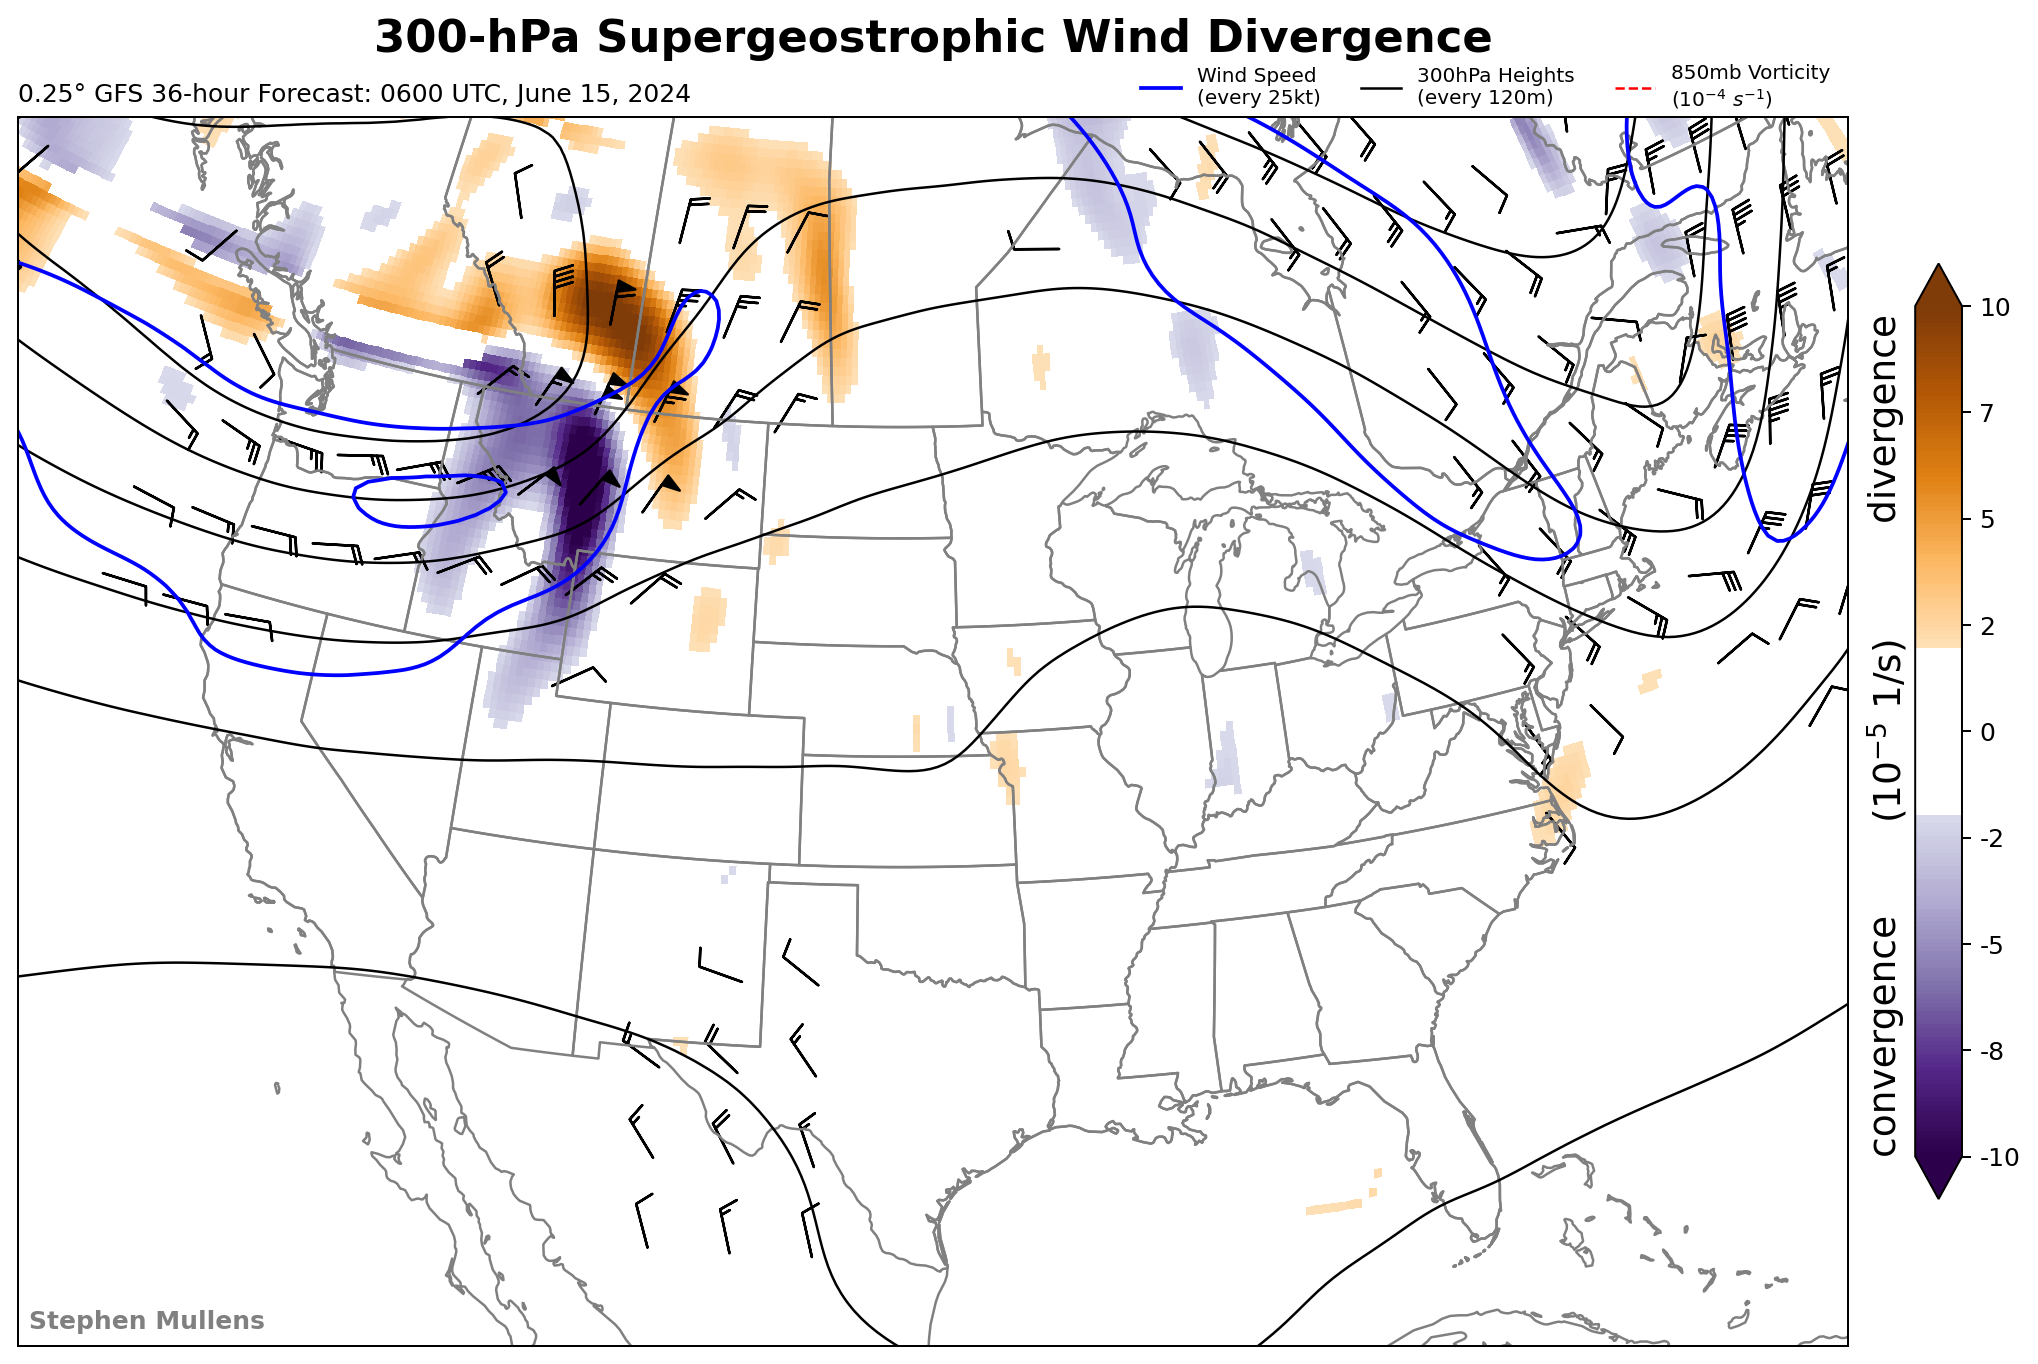 300-hPa Supergeostrophic Wind Divergence
0.25° GFS 36-hour Forecast: 0600 UTC, June 15, 2024
Wind Speed
(every 25kt)
300hPa Heights
(every 120m)
850mb Vorticity
(10⁻⁴ s⁻¹)
10
7
5
2
0
-2
-5
-8
-10
convergence (10⁻⁵ 1/s) divergence
Stephen Mullens